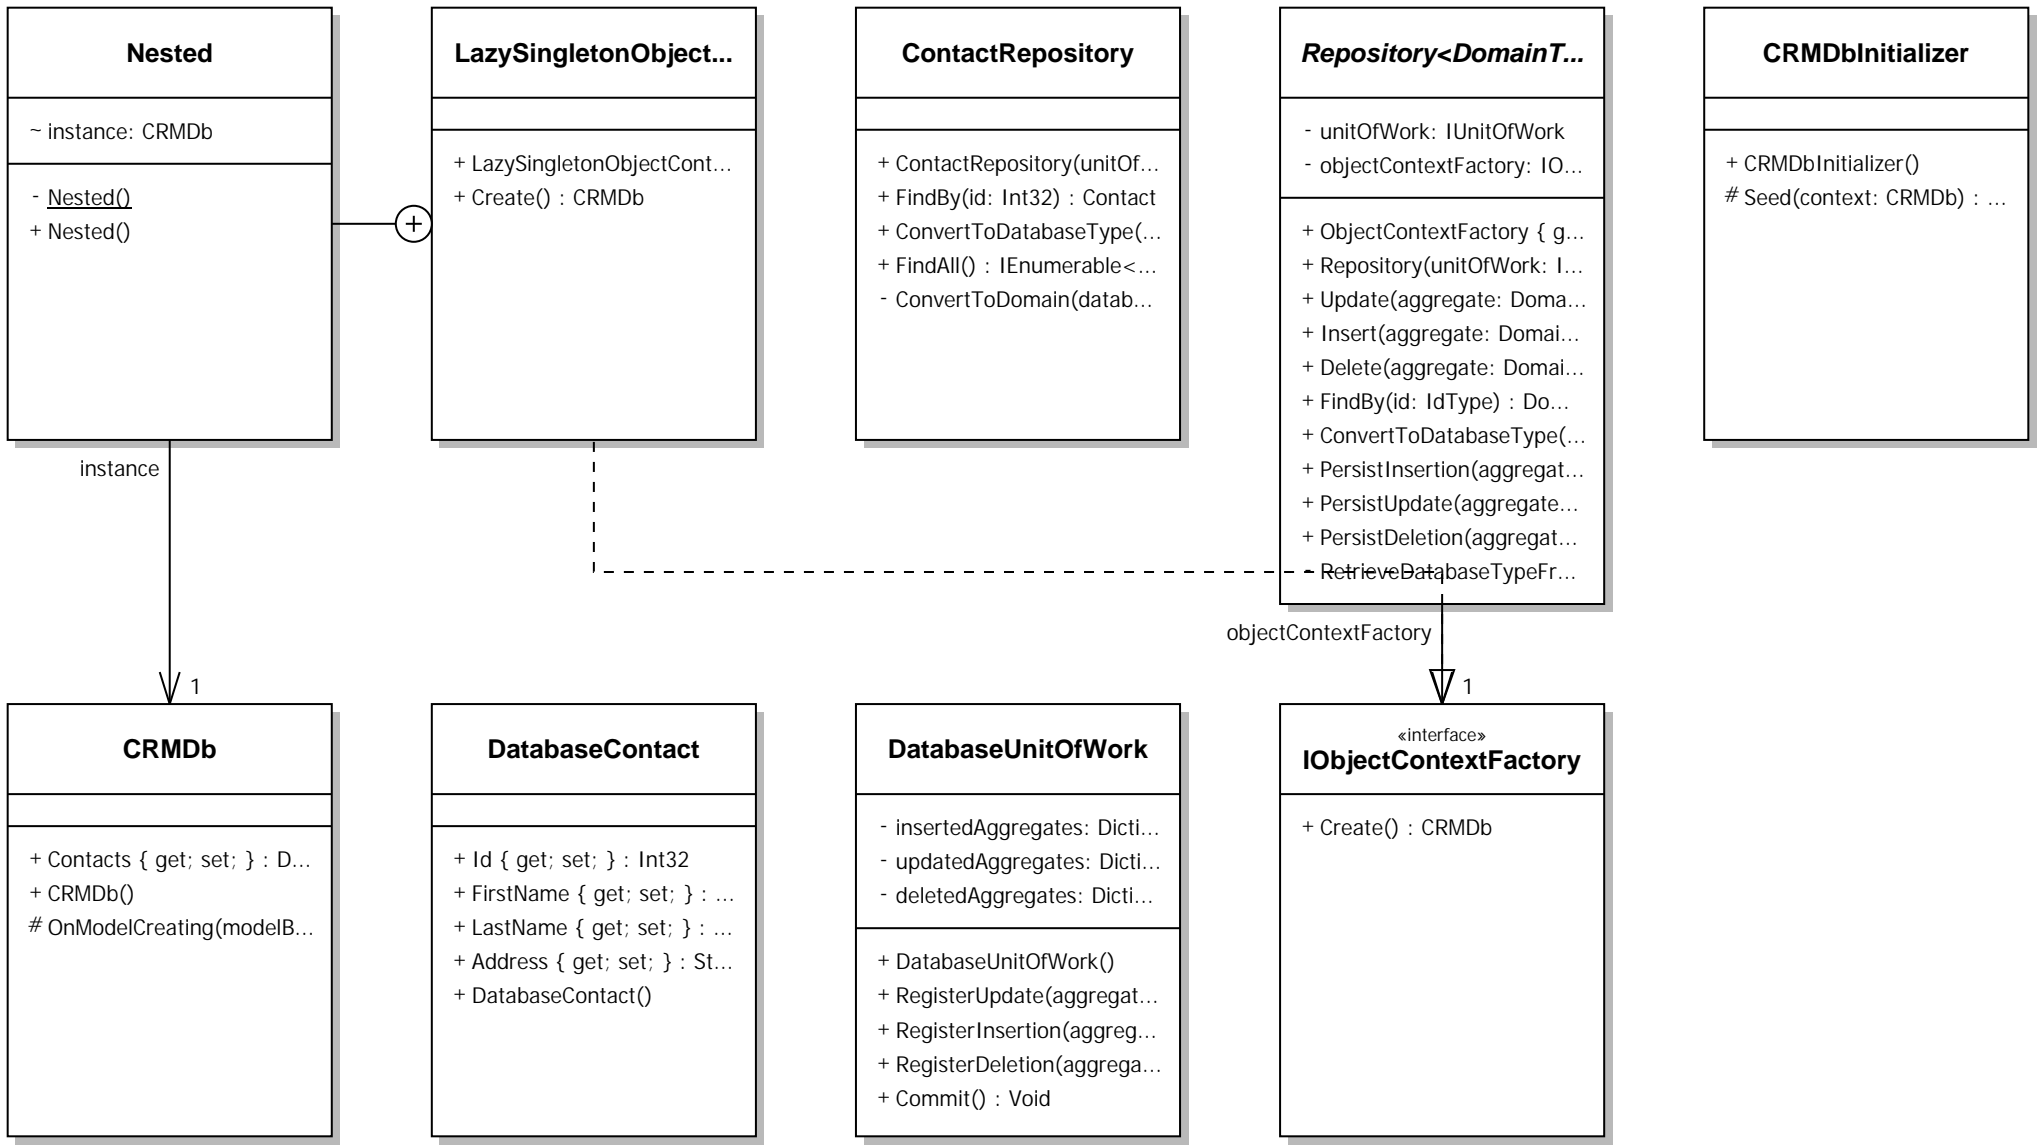 Nested
~ instance: CRMDb
- Nested()
+ Nested()
LazySingletonObject...
+ LazySingletonObjectCont...
+ Create() : CRMDb
ContactRepository
+ ContactRepository(unitOf...
+ FindBy(id: Int32) : Contact
+ ConvertToDatabaseType(...
+ FindAll() : IEnumerable<...
- ConvertToDomain(datab...
Repository<DomainT...
- unitOfWork: IUnitOfWork
- objectContextFactory: IO...
+ ObjectContextFactory { g...
+ Repository(unitOfWork: I...
+ Update(aggregate: Doma...
+ Insert(aggregate: Domai...
+ Delete(aggregate: Domai...
+ FindBy(id: IdType) : Do...
+ ConvertToDatabaseType(...
+ PersistInsertion(aggregat...
+ PersistUpdate(aggregate...
+ PersistDeletion(aggregat...
- RetrieveDatabaseTypeFr...
CRMDbInitializer
+ CRMDbInitializer()
# Seed(context: CRMDb) : ...
instance
1
objectContextFactory
1
CRMDb
+ Contacts { get; set; } : D...
+ CRMDb()
# OnModelCreating(modelB...
DatabaseContact
+ Id { get; set; } : Int32
+ FirstName { get; set; } : ...
+ LastName { get; set; } : ...
+ Address { get; set; } : St...
+ DatabaseContact()
DatabaseUnitOfWork
- insertedAggregates: Dicti...
- updatedAggregates: Dicti...
- deletedAggregates: Dicti...
+ DatabaseUnitOfWork()
+ RegisterUpdate(aggregat...
+ RegisterInsertion(aggreg...
+ RegisterDeletion(aggrega...
+ Commit() : Void
«interface»
IObjectContextFactory
+ Create() : CRMDb